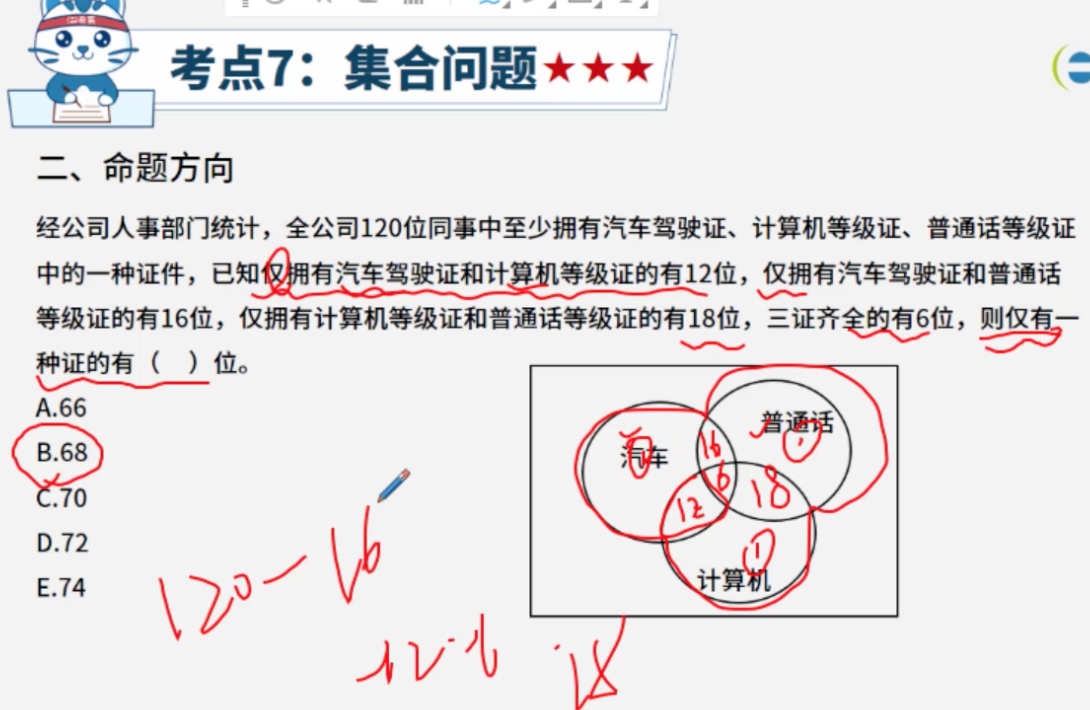 考点7：集合问题★★★
二、命题方向
经公司人事部门统计，全公司120位同事中至少拥有汽车驾驶证、计算机等级证、普通话等级证
中的一种证件，已知仅拥有汽车驾驶证和计算机等级证的有12位，仅拥有汽车驾驶证和普通话
等级证的有16位，仅拥有计算机等级证和普通话等级证的有18位，三证齐全的有6位，则仅有一
种证的有（ ）位。
A.66
B.68
C.70
D.72
E.74
普通话
汽车
16
6
18
12
计算机
120-16